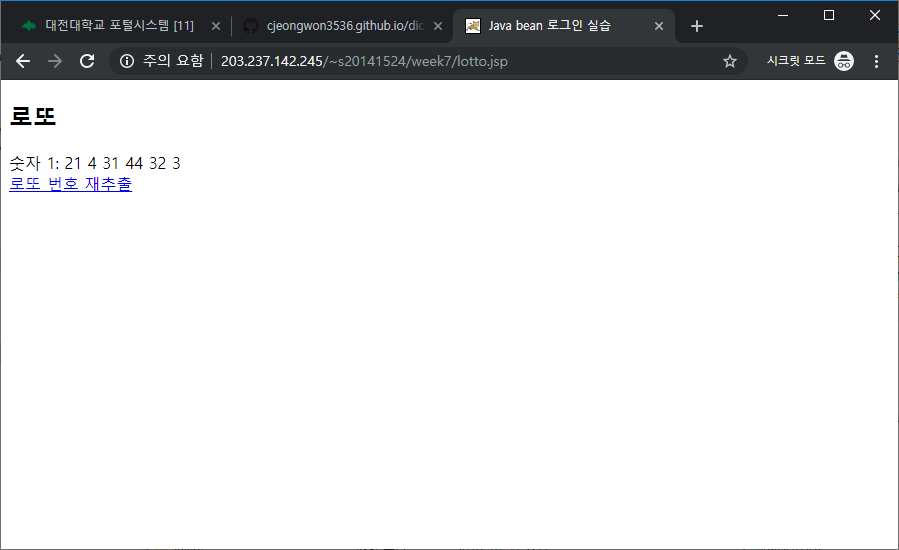 대전대학교 포털시스템 [11]
cjeongwon3536.github.io/dic
Java bean 로그인 실습
주의 요함
203.237.142.245/~s20141524/week7/lotto.jsp
시크릿 모드
로또
숫자 1: 21 4 31 44 32 3
로또 번호 재추출